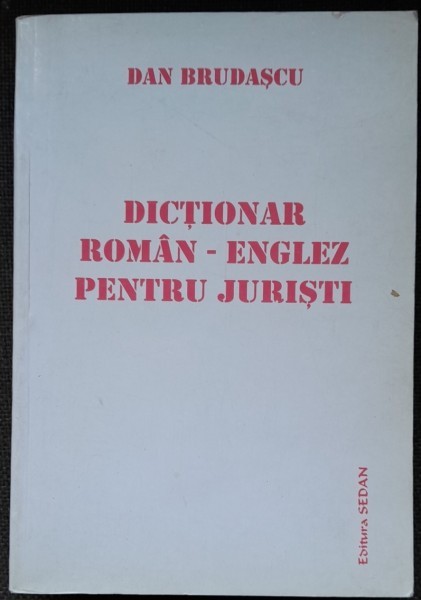 DAN BRUDAȘCU
DICȚIONAR
ROMÂN - ENGLEZ
PENTRU JURIȘTI
Editura SEDAN